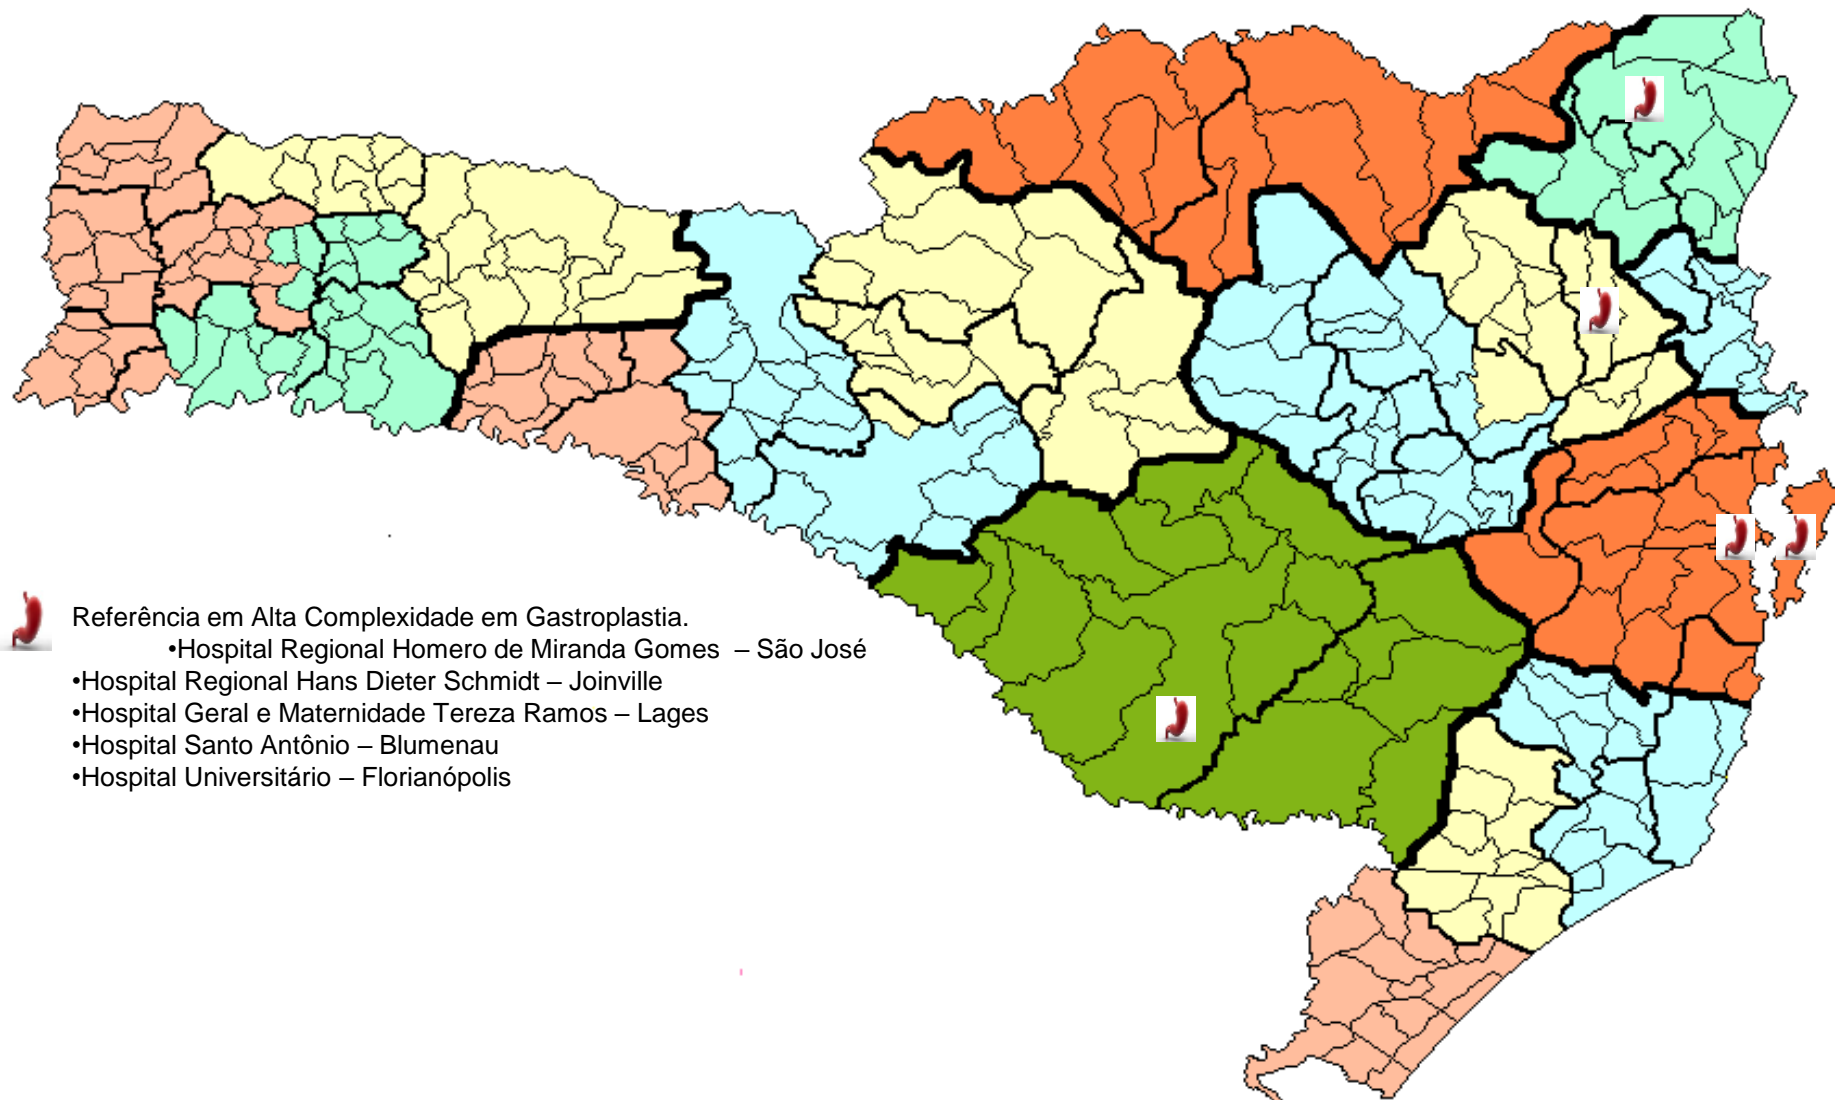 Referência em Alta Complexidade em Gastroplastia.
•Hospital Regional Homero de Miranda Gomes – São José
•Hospital Regional Hans Dieter Schmidt – Joinville
•Hospital Geral e Maternidade Tereza Ramos – Lages
•Hospital Santo Antônio – Blumenau
•Hospital Universitário – Florianópolis